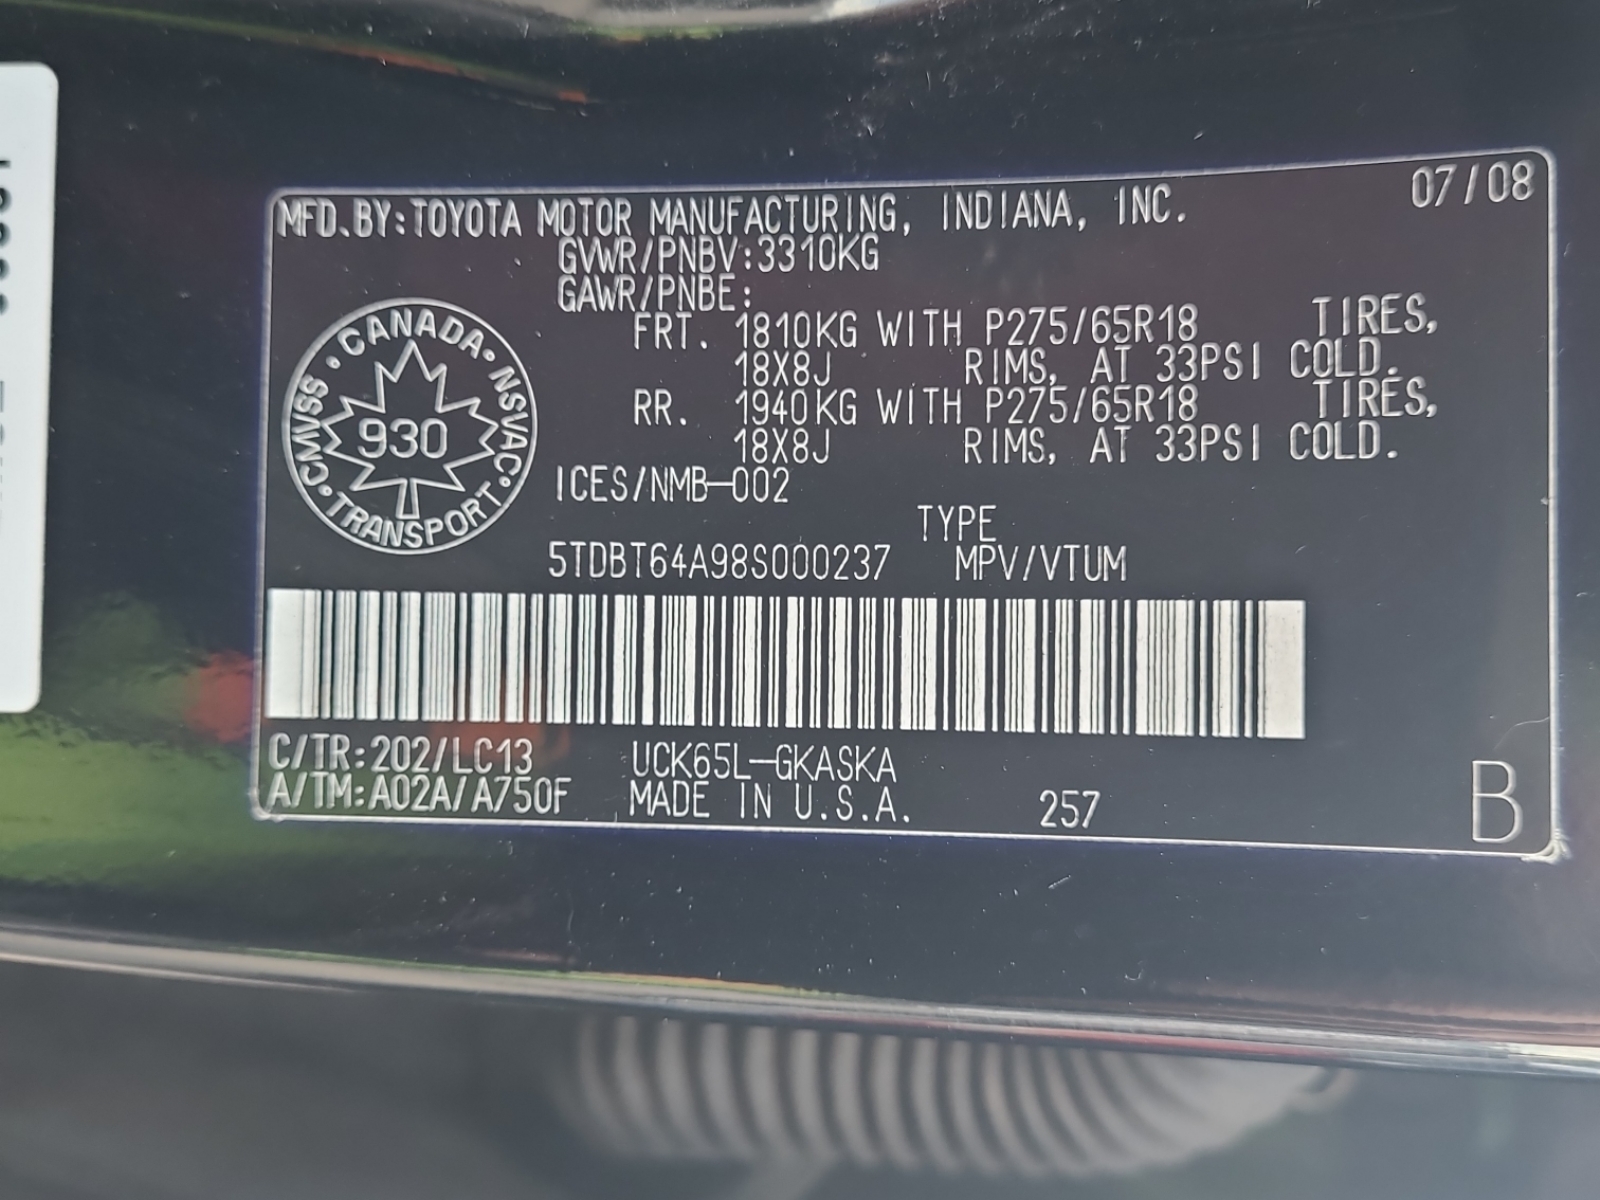 MFD.BY:TOYOTA MOTOR MANUFACTURING, INDIANA, INC. 07/08
GVWR/PNBV:3310KG
GAWR/PNBE:
FRT. 1810KG WITH P275/65R18 TIRES,
18X8J RIMS, AT 33PSI COLD.
RR. 1940KG WITH P275/65R18 TIRES,
18X8J RIMS, AT 33PSI COLD.
CANADA • NSVAC • TRANSPORT • CMVSS •
930
ICES/NMB-002
TYPE
5TDBT64A98S000237 MPV/VTUM
C/TR:202/LC13 UCK65L-GKASKA
A/TM:A02A/A750F MADE IN U.S.A. 257 B